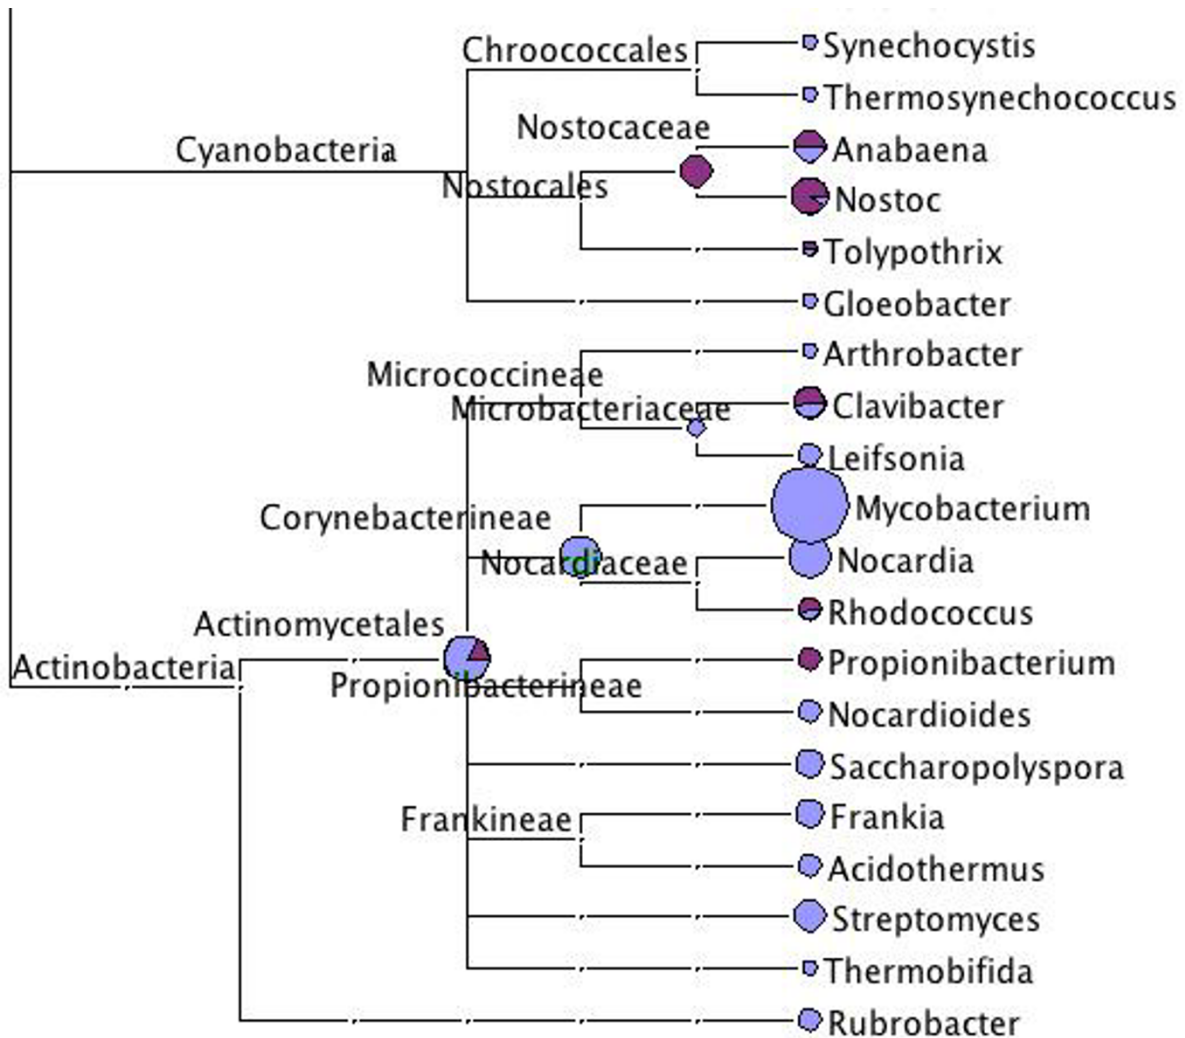 Chroococcales
Synechocystis
Thermosynechococcus
Nostocaceae
Cyanobacteria
Anabaena
Nostocales
Nostoc
Tolypothrix
Gloeobacter
Arthrobacter
Micrococcineae
Microbacteriaceae
Clavibacter
Leifsonia
Mycobacterium
Corynebacterineae
Nocardiaceae
Nocardia
Rhodococcus
Actinomycetales
Actinobacteria
Propionibacterium
Propionibacterineae
Nocardioides
Saccharopolyspora
Frankineae
Frankia
Acidothermus
Streptomyces
Thermobifida
Rubrobacter